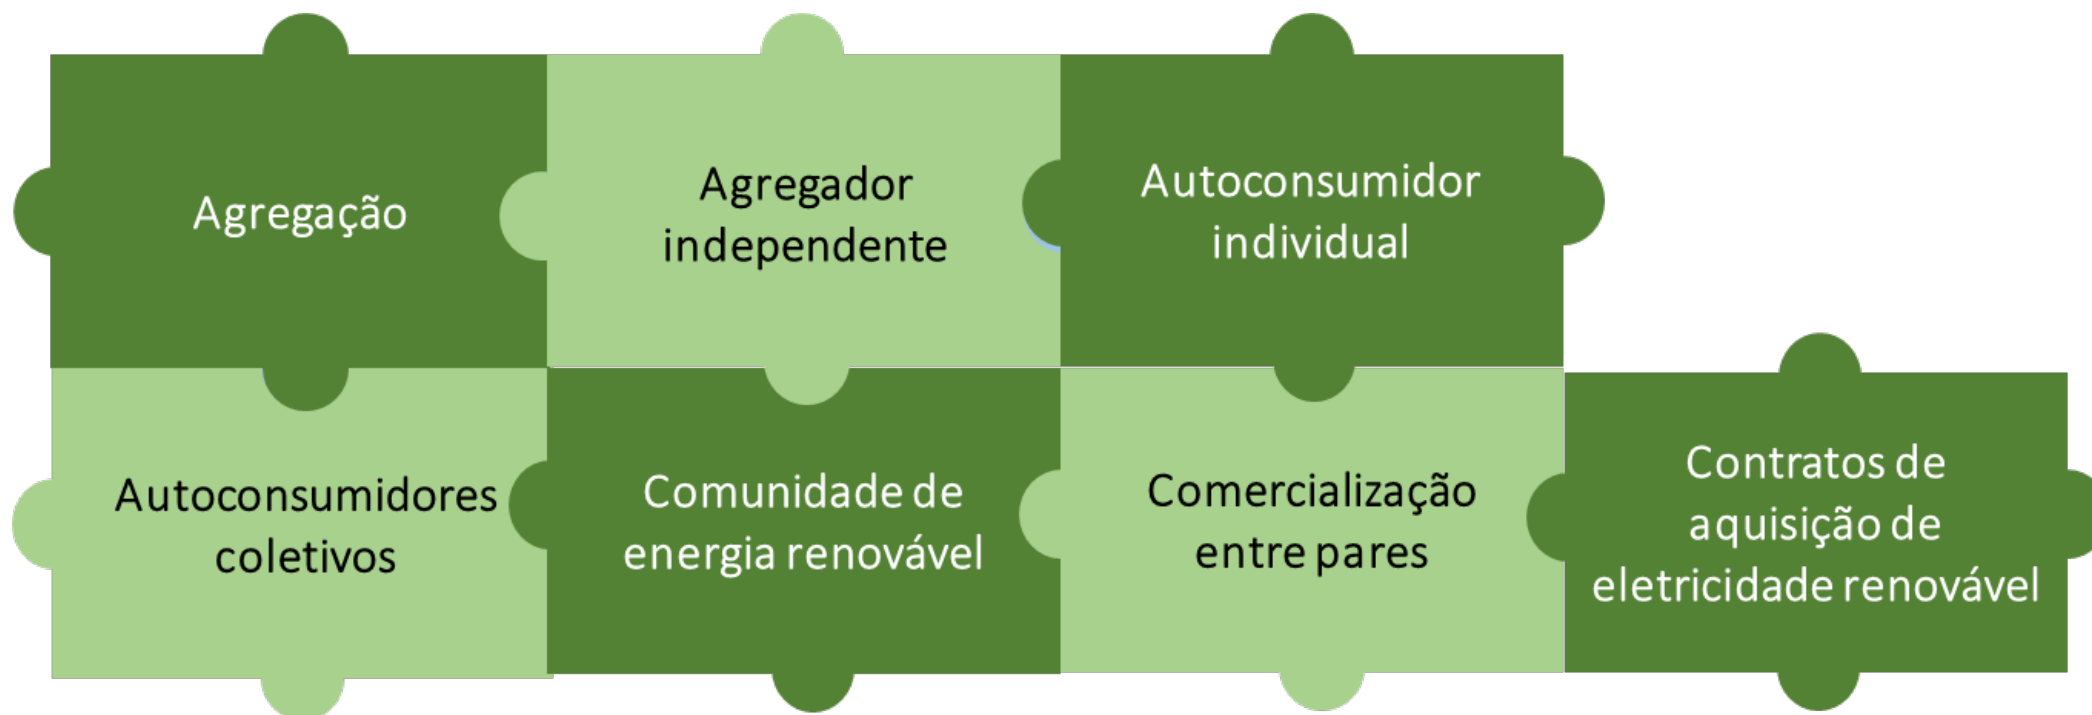 Agregação
Agregador
independente
Autoconsumidor
individual
Autoconsumidores
coletivos
Comunidade de
energia renovável
Comercialização
entre pares
Contratos de
aquisição de
eletricidade renovável